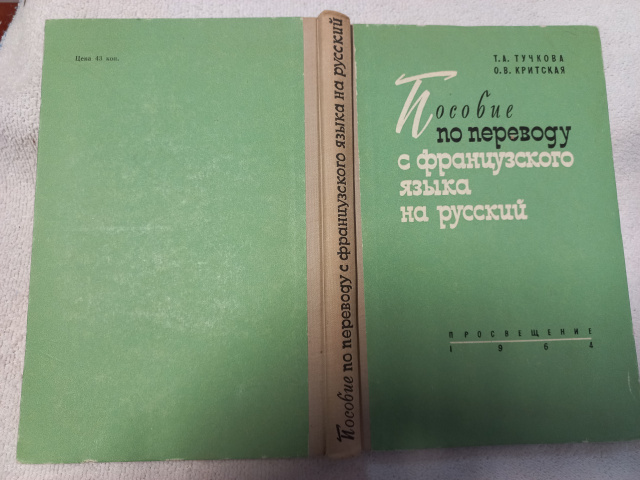 Цена 43 коп.
Пособие по переводу с французского языка на русский
Т.А. ТУЧКОВА
О.В. КРИТСКАЯ
Пособие
по переводу
с французского
языка
на русский
ПРОСВЕЩЕНИЕ
1964